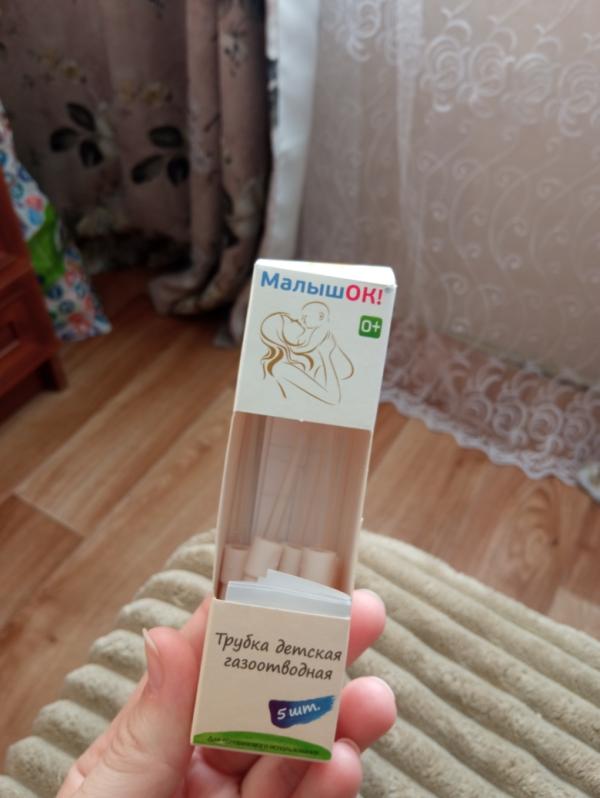 МалышОК!
0+
Трубка детская
газоотводная
5 шт.